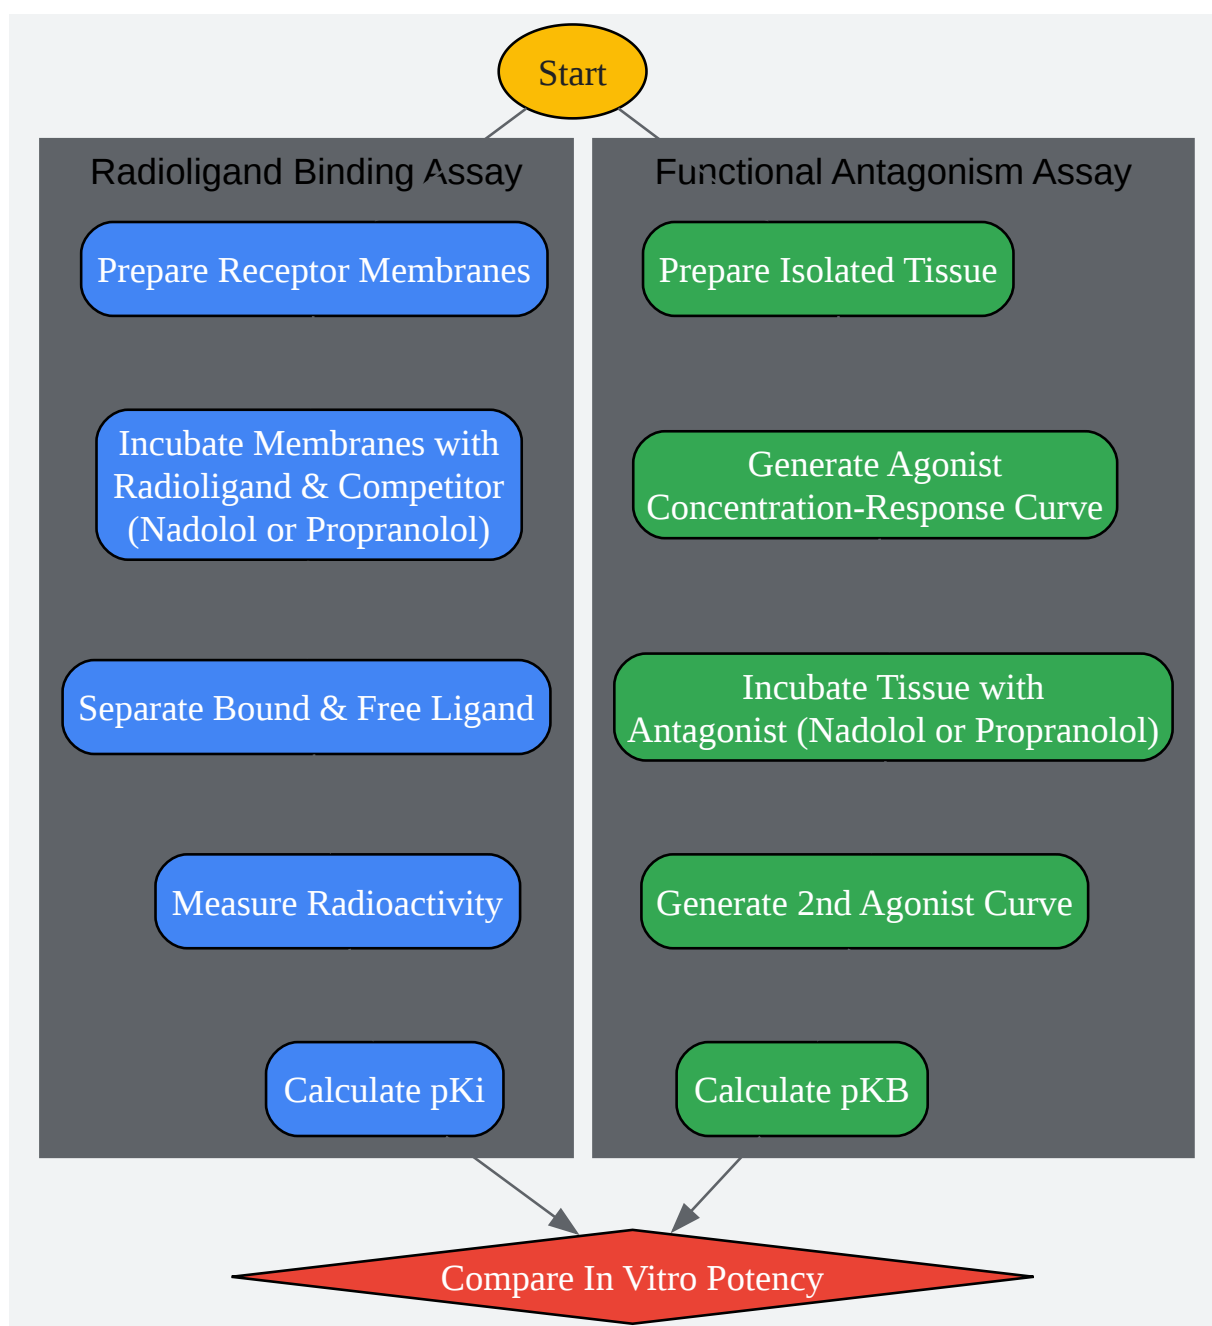 Start
Radioligand Binding Assay
Prepare Receptor Membranes
Incubate Membranes with
Radioligand & Competitor
(Nadolol or Propranolol)
Separate Bound & Free Ligand
Measure Radioactivity
Calculate pKi
Functional Antagonism Assay
Prepare Isolated Tissue
Generate Agonist
Concentration-Response Curve
Incubate Tissue with
Antagonist (Nadolol or Propranolol)
Generate 2nd Agonist Curve
Calculate pKB
Compare In Vitro Potency